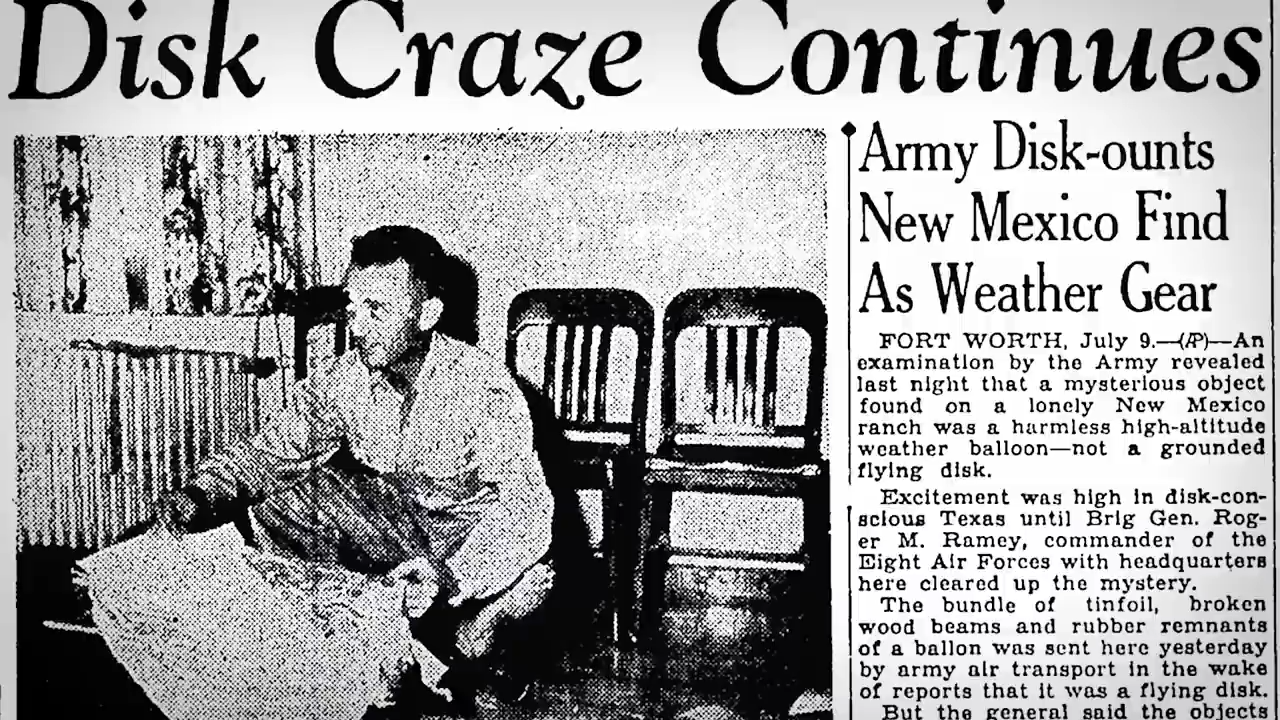 Disk Craze Continues
Army Disk-ounts
New Mexico Find
As Weather Gear
FORT WORTH, July 9.—(AP)—An
examination by the Army revealed
last night that a mysterious object
found on a lonely New Mexico
ranch was a harmless high-altitude
weather balloon—not a grounded
flying disk.
Excitement was high in disk-con-
scious Texas until Brig Gen. Rog-
er M. Ramey, commander of the
Eight Air Forces with headquarters
here cleared up the mystery.
The bundle of tinfoil, broken
wood beams and rubber remnants
of a ballon was sent here yesterday
by army air transport in the wake
of reports that it was a flying disk.
But the general said the objects